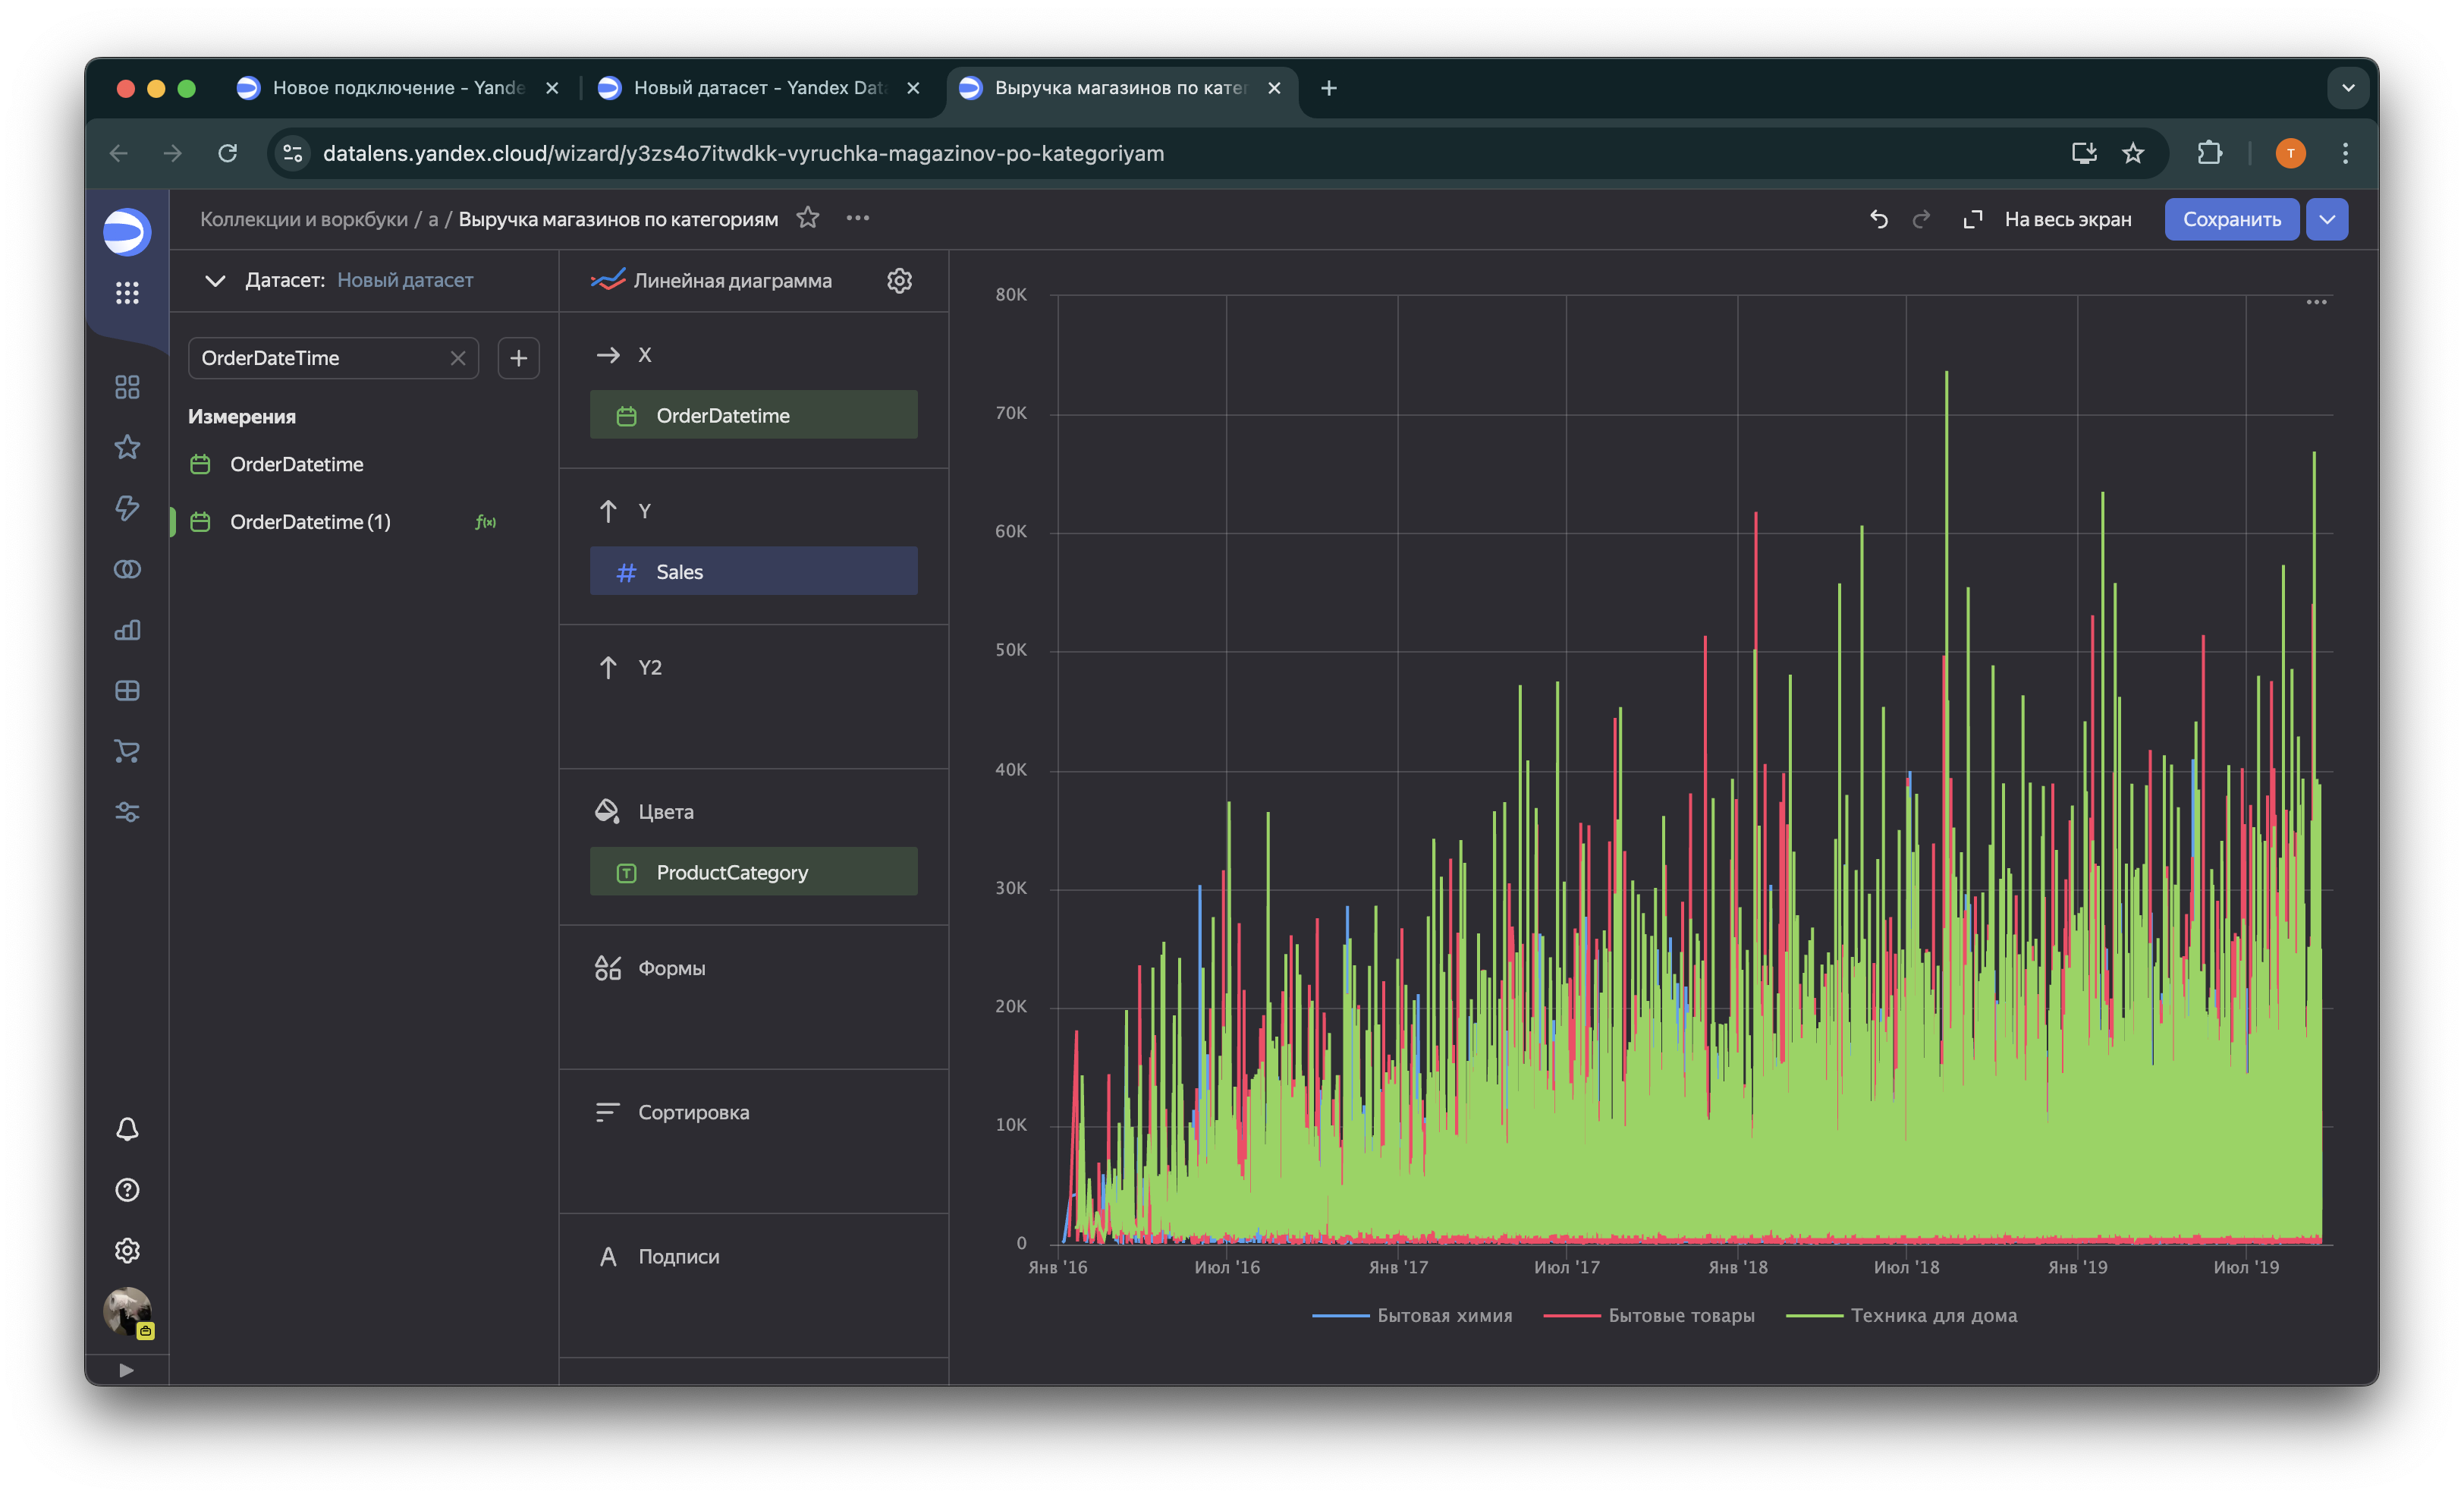 Новое подключение - Yande
Новый датасет - Yandex Data
Выручка магазинов по катег
datalens.yandex.cloud/wizard/y3zs4o7itwdkk-vyruchka-magazinov-po-kategoriyam
T
Коллекции и воркбуки / a / Выручка магазинов по категориям
На весь экран
Сохранить
Датасет: Новый датасет
OrderDateTime
Измерения
OrderDatetime
OrderDatetime (1)
f(x)
Линейная диаграмма
X
OrderDatetime
Y
# Sales
Y2
Цвета
T ProductCategory
Формы
Сортировка
A Подписи
80K
70K
60K
50K
40K
30K
20K
10K
0
Янв '16 Июл '16 Янв '17 Июл '17 Янв '18 Июл '18 Янв '19 Июл '19
Бытовая химия Бытовые товары Техника для дома